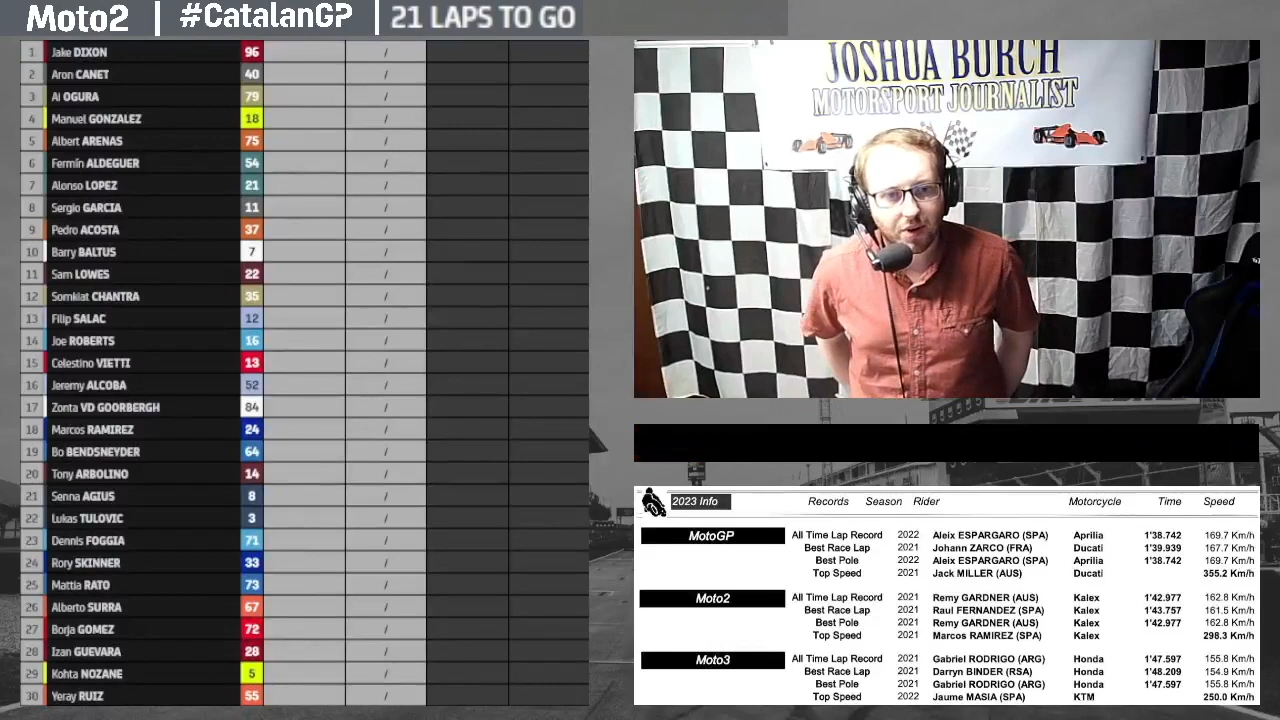 Moto2 | #CatalanGP | 21 LAPS TO GO
1 Jake DIXON 96 /
2 Aron CANET 40 /
3 Ai OGURA 79 /
4 Manuel GONZALEZ 18 /
5 Albert ARENAS 75 /
6 Fermín ALDEGUER 54 /
7 Alonso LOPEZ 21 /
8 Sergio GARCIA 11 /
9 Pedro ACOSTA 37 /
10 Barry BALTUS 7 /
11 Sam LOWES 22 /
12 Somkiat CHANTRA 35 /
13 Filip SALAC 12 /
14 Joe ROBERTS 16 /
15 Celestino VIETTI 13 /
16 Jeremy ALCOBA 52 /
17 Zonta VD GOORBERGH 84 /
18 Marcos RAMIREZ 24 /
19 Bo BENDSNEYDER 64 /
20 Tony ARBOLINO 14 /
21 Senna AGIUS 8 /
22 Lukas TULOVIC 3 /
23 Dennis FOGGIA 71 /
24 Rory SKINNER 33 /
25 Mattia RATO 73 /
26 Alberto SURRA 67 /
27 Borja GOMEZ 72 /
28 Izan GUEVARA 28 /
29 Kohta NOZANE 5 /
30 Yeray RUIZ 55 /
JOSHUA BURCH
MOTORSPORT JOURNALIST
2023 Info Records Season Rider Motorcycle Time Speed
MotoGP All Time Lap Record 2022 Aleix ESPARGARO (SPA) Aprilia 1'38.742 169.7 Km/h
Best Race Lap 2021 Johann ZARCO (FRA) Ducati 1'39.939 167.7 Km/h
Best Pole 2022 Aleix ESPARGARO (SPA) Aprilia 1'38.742 169.7 Km/h
Top Speed 2021 Jack MILLER (AUS) Ducati 355.2 Km/h
Moto2 All Time Lap Record 2021 Remy GARDNER (AUS) Kalex 1'42.977 162.8 Km/h
Best Race Lap 2021 Raul FERNANDEZ (SPA) Kalex 1'43.757 161.5 Km/h
Best Pole 2021 Remy GARDNER (AUS) Kalex 1'42.977 162.8 Km/h
Top Speed 2021 Marcos RAMIREZ (SPA) Kalex 298.3 Km/h
Moto3 All Time Lap Record 2021 Gabriel RODRIGO (ARG) Honda 1'47.597 155.8 Km/h
Best Race Lap 2021 Darryn BINDER (RSA) Honda 1'48.209 154.9 Km/h
Best Pole 2021 Gabriel RODRIGO (ARG) Honda 1'47.597 155.8 Km/h
Top Speed 2022 Jaume MASIA (SPA) KTM 250.0 Km/h